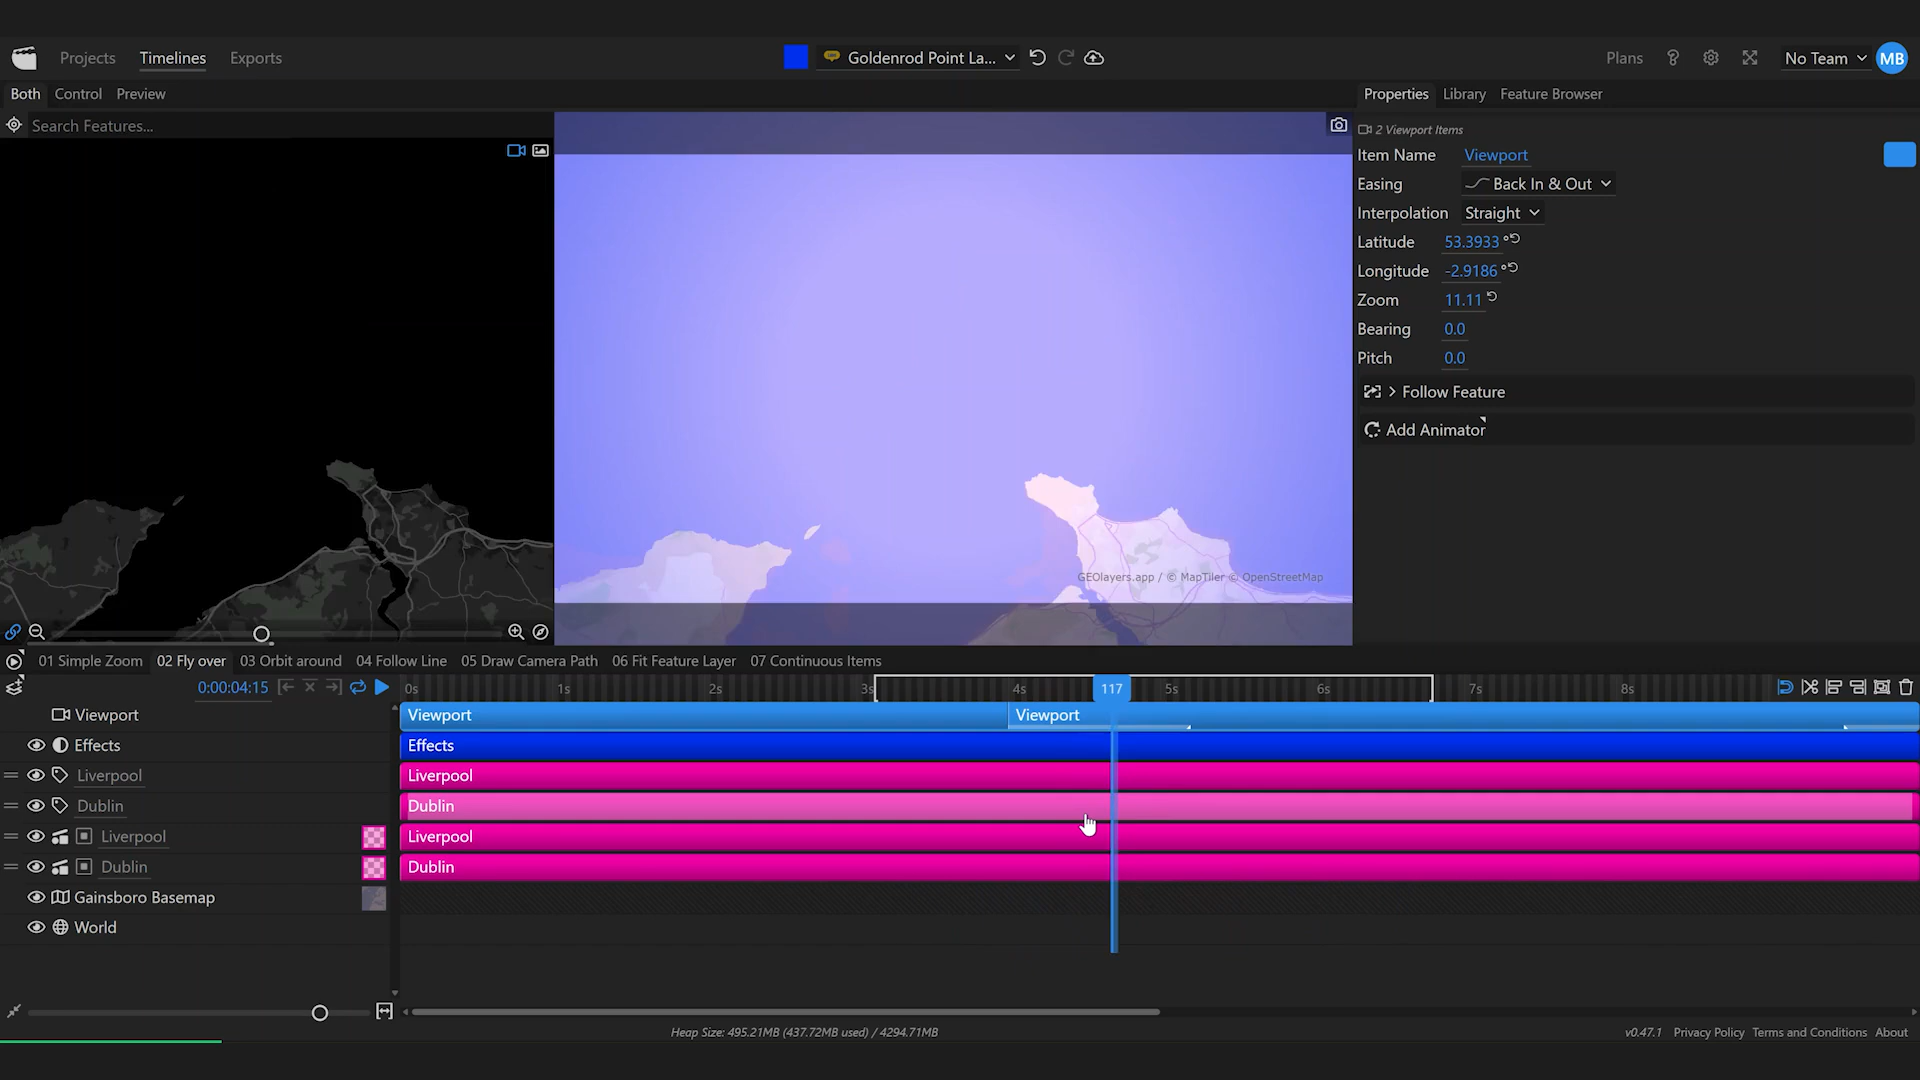 Projects Timelines Exports Goldenrod Point La... Plans ? No Team MB
Both Control Preview Properties Library Feature Browser
Search Features...
2 Viewport Items
Item Name Viewport
Easing Back In & Out
Interpolation Straight
Latitude 53.3933 °
Longitude -2.9186 °
Zoom 11.11
Bearing 0.0
Pitch 0.0
Follow Feature
Add Animator
GEOlayers.app / © MapTiler © OpenStreetMap
01 Simple Zoom 02 Fly over 03 Orbit around 04 Follow Line 05 Draw Camera Path 06 Fit Feature Layer 07 Continuous Items
0:00:04:15 0s 1s 2s 3s 4s 117 5s 6s 7s 8s
Viewport Viewport Viewport
Effects Effects
Liverpool Liverpool
Dublin Dublin
Liverpool Liverpool
Dublin Dublin
Gainsboro Basemap
World
Heap Size: 495.21MB (437.72MB used) / 4294.71MB v0.47.1 Privacy Policy Terms and Conditions About